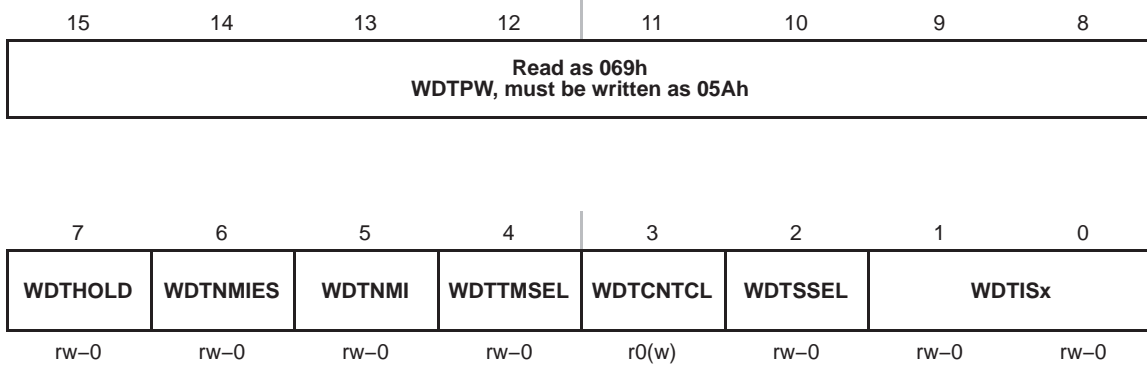 15 14 13 12 11 10 9 8
Read as 069h
WDTPW, must be written as 05Ah
7 6 5 4 3 2 1 0
WDTHOLD WDTNMIES WDTNMI WDTTMSEL WDTCNTCL WDTSSEL WDTISx
rw−0 rw−0 rw−0 rw−0 r0(w) rw−0 rw−0 rw−0